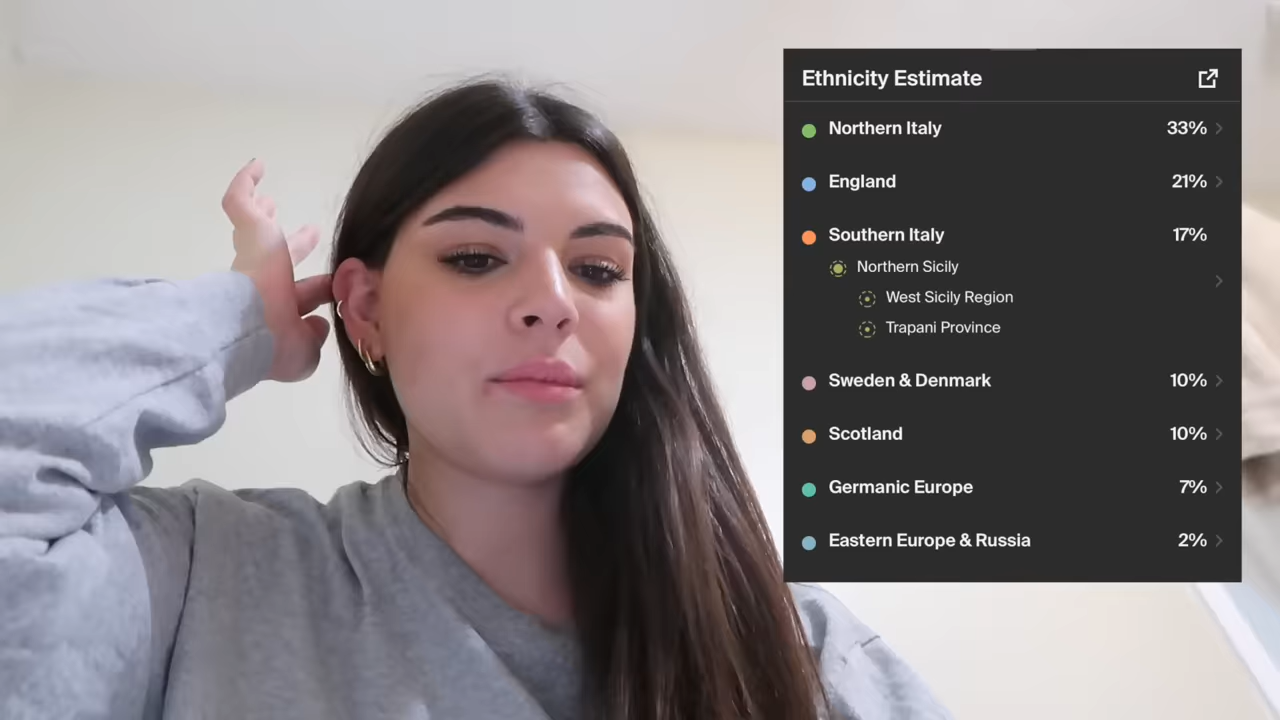 Ethnicity Estimate
Northern Italy 33%
England 21%
Southern Italy 17%
Northern Sicily
West Sicily Region
Trapani Province
Sweden & Denmark 10%
Scotland 10%
Germanic Europe 7%
Eastern Europe & Russia 2%